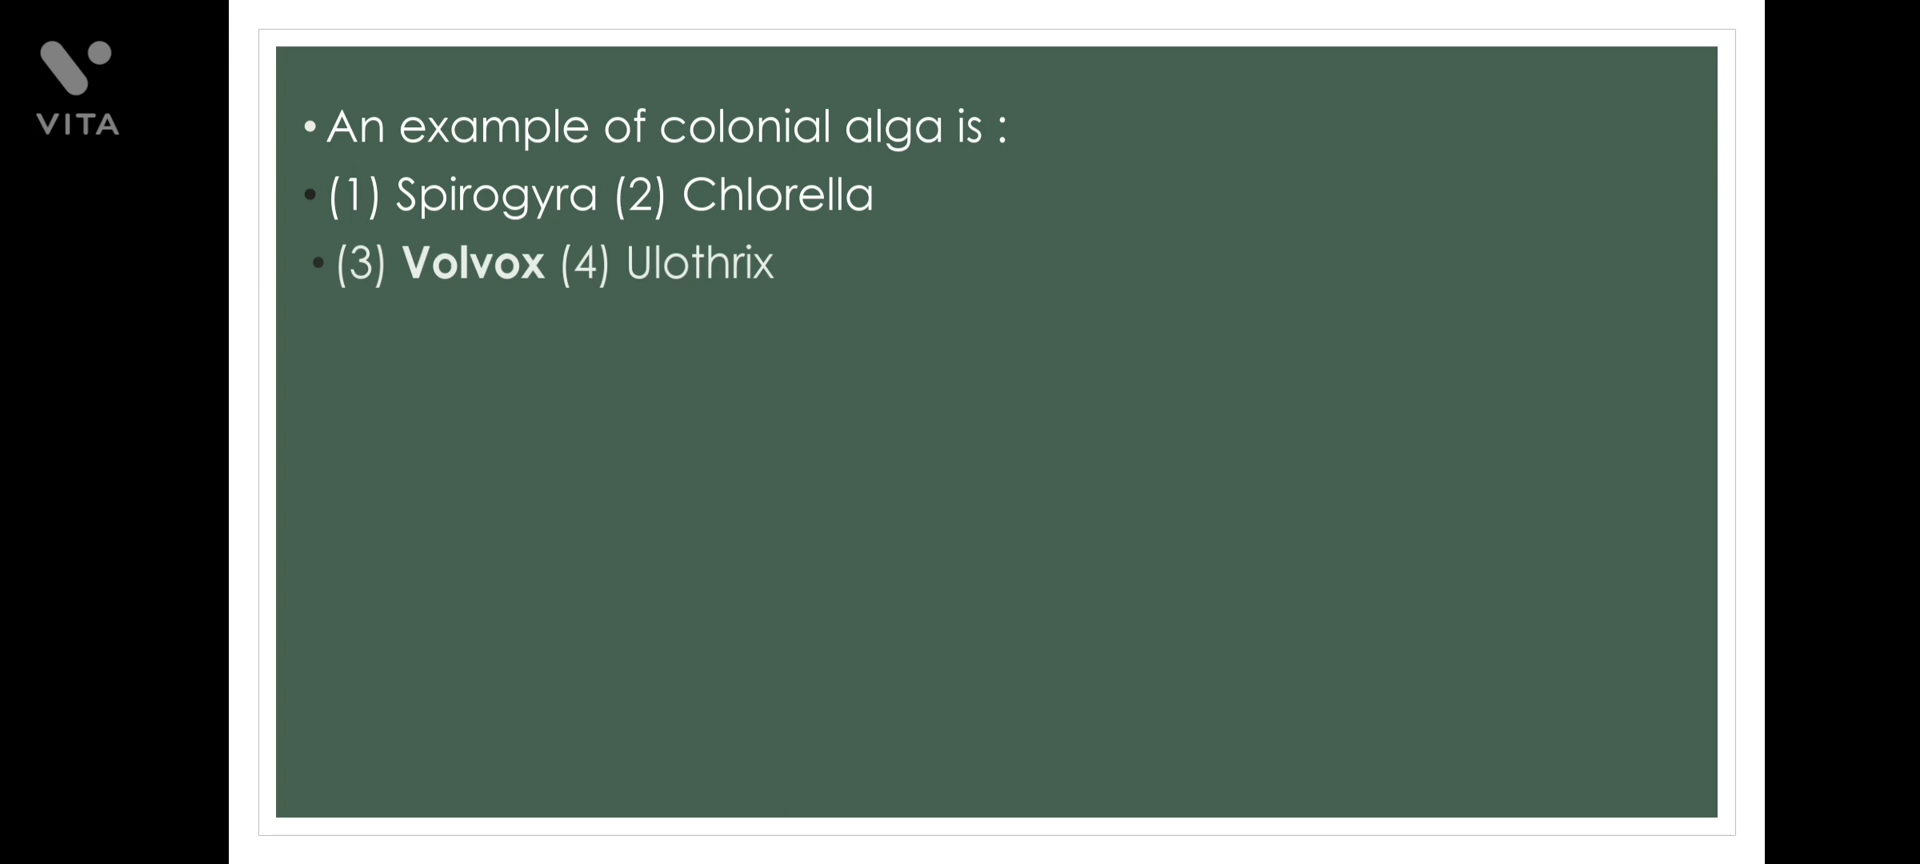 VITA
• An example of colonial alga is :
• (1) Spirogyra (2) Chlorella
• (3) Volvox (4) Ulothrix